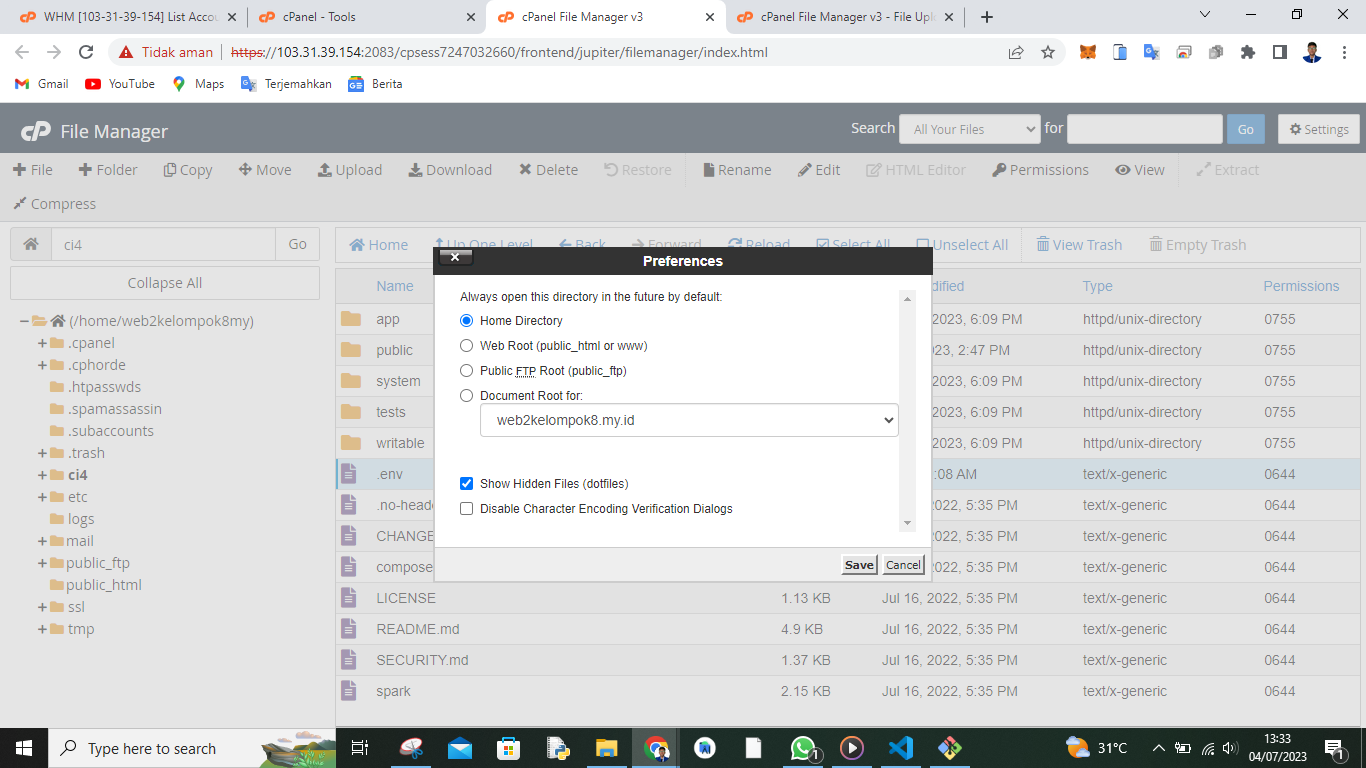 WHM [103-31-39-154] List Accou
cPanel - Tools
cPanel File Manager v3
cPanel File Manager v3 - File Upl
Tidak aman
https://103.31.39.154:2083/cpsess7247032660/frontend/jupiter/filemanager/index.html
Gmail
YouTube
Maps
Terjemahkan
Berita
cP File Manager
Search
All Your Files
for
Go
Settings
File
Folder
Copy
Move
Upload
Download
Delete
Restore
Rename
Edit
HTML Editor
Permissions
View
Extract
Compress
ci4
Go
Collapse All
(/home/web2kelompok8my)
.cpanel
.cphorde
.htpasswds
.spamassassin
.subaccounts
.trash
ci4
etc
logs
mail
public_ftp
public_html
ssl
tmp
Home
Up One Level
Back
Forward
Reload
Select All
Unselect All
View Trash
Empty Trash
Name
dified
Type
Permissions
app
2023, 6:09 PM
httpd/unix-directory
0755
public
023, 2:47 PM
httpd/unix-directory
0755
system
2023, 6:09 PM
httpd/unix-directory
0755
tests
2023, 6:09 PM
httpd/unix-directory
0755
writable
2023, 6:09 PM
httpd/unix-directory
0755
.env
:08 AM
text/x-generic
0644
.no-heade
2022, 5:35 PM
text/x-generic
0644
CHANGE
2022, 5:35 PM
text/x-generic
0644
compose
2022, 5:35 PM
text/x-generic
0644
LICENSE
1.13 KB
Jul 16, 2022, 5:35 PM
text/x-generic
0644
README.md
4.9 KB
Jul 16, 2022, 5:35 PM
text/x-generic
0644
SECURITY.md
1.37 KB
Jul 16, 2022, 5:35 PM
text/x-generic
0644
spark
2.15 KB
Jul 16, 2022, 5:35 PM
text/x-generic
0644
Preferences
Always open this directory in the future by default:
Home Directory
Web Root (public_html or www)
Public FTP Root (public_ftp)
Document Root for:
web2kelompok8.my.id
Show Hidden Files (dotfiles)
Disable Character Encoding Verification Dialogs
Save
Cancel
Type here to search
1
31°C
13:33
04/07/2023
1